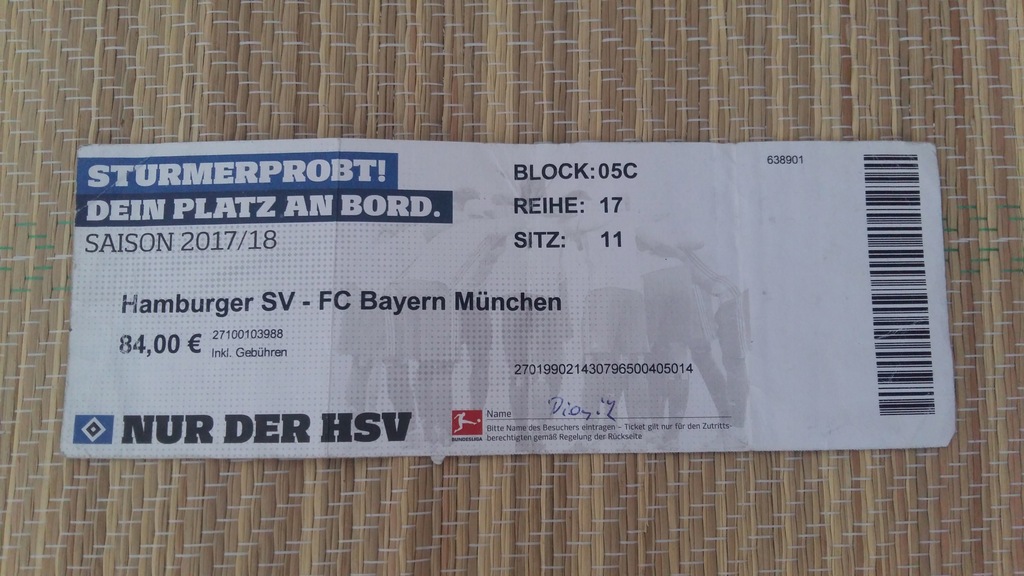 STURMERPROBT!
DEIN PLATZ AN BORD.
SAISON 2017/18
Hamburger SV - FC Bayern München
84,00 €
27100103988
Inkl. Gebühren
NUR DER HSV
BLOCK: 05C
REIHE: 17
SITZ: 11
270199021430796500405014
BUNDESLIGA
Name
Bitte Name des Besuchers eintragen – Ticket gilt nur für den Zutritts-
berechtigten gemäß Regelung der Rückseite
638901